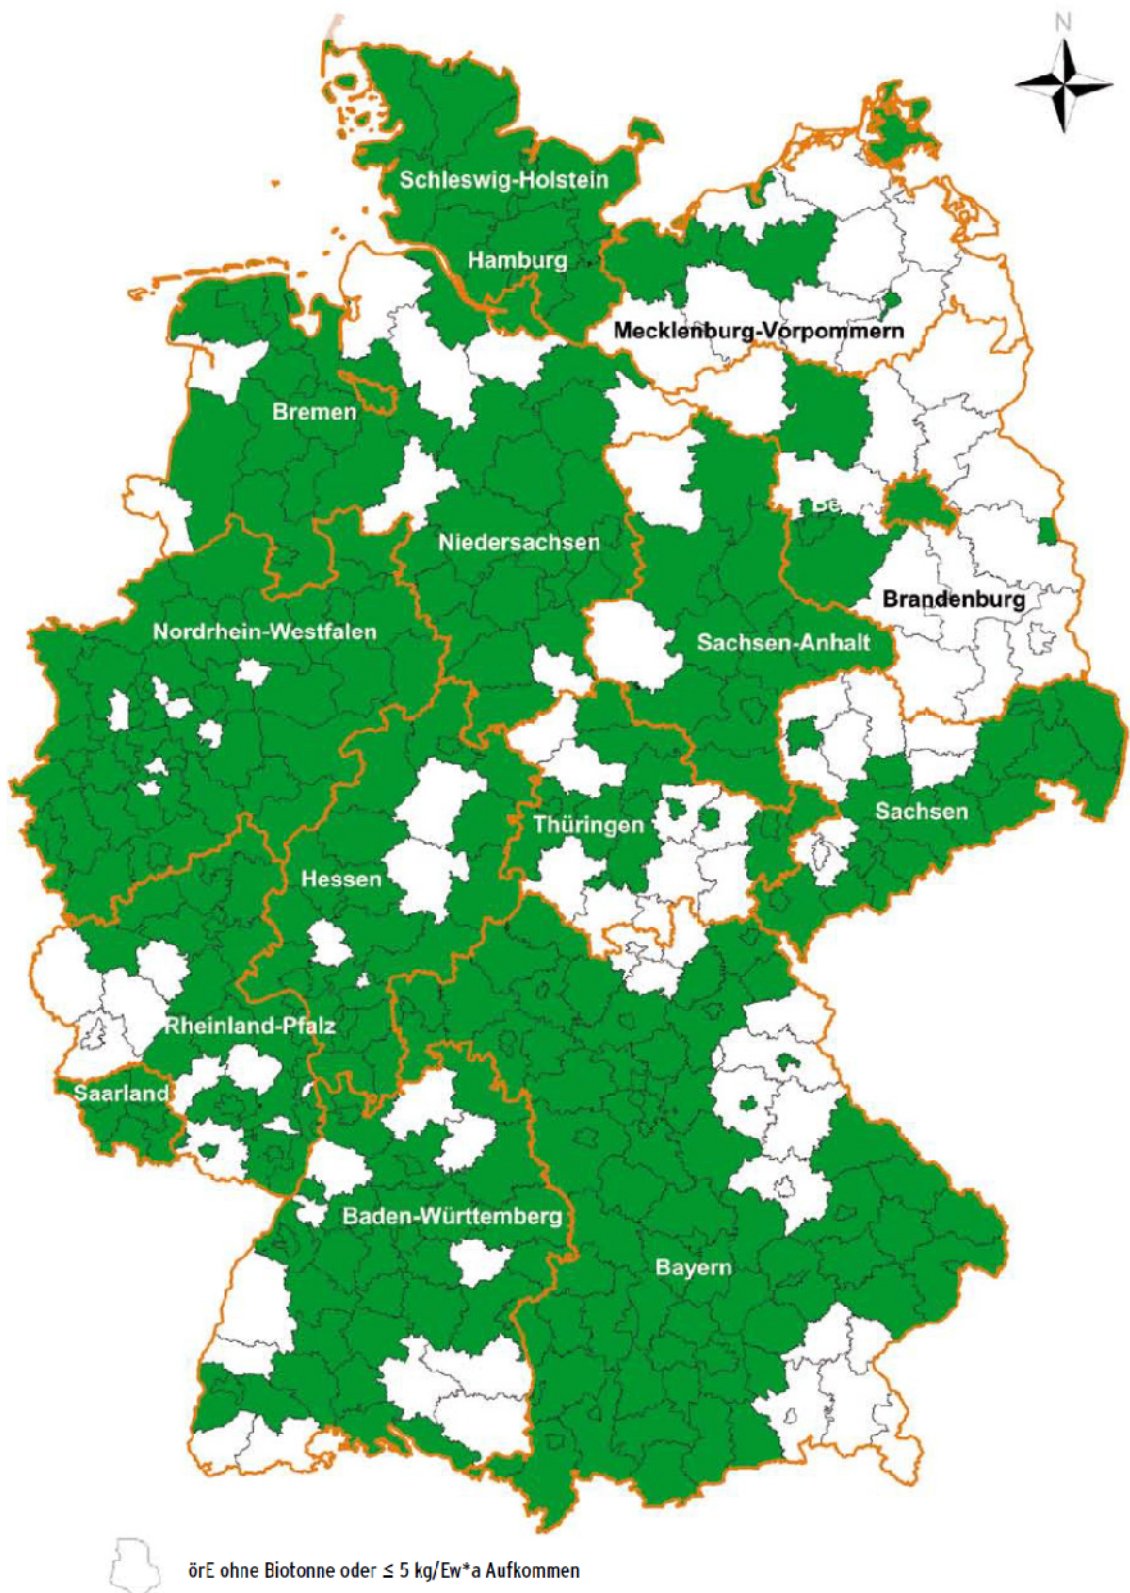 N
Schleswig-Holstein
Hamburg
Mecklenburg-Vorpommern
Bremen
Be
Niedersachsen
Brandenburg
Nordrhein-Westfalen
Sachsen-Anhalt
Sachsen
Thüringen
Hessen
Rheinland-Pfalz
Saarland
Baden-Württemberg
Bayern
örE ohne Biotonne oder ≤ 5 kg/Ew*a Aufkommen